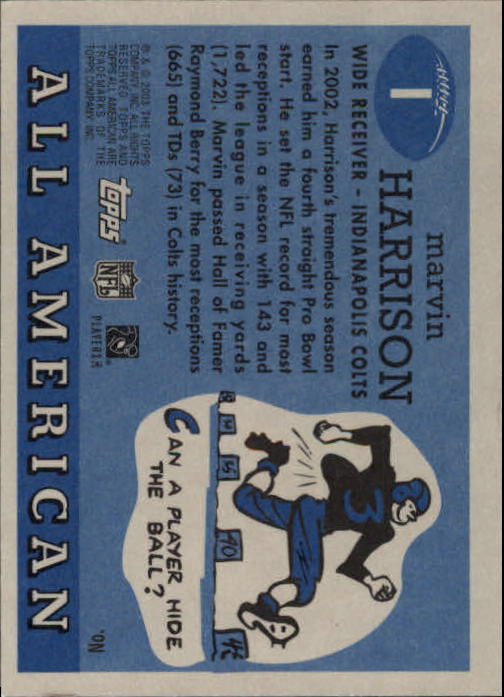 1
marvin
HARRISON
WIDE RECEIVER - INDIANAPOLIS COLTS
In 2002, Harrison's tremendous season
earned him a fourth straight Pro Bowl
start. He set the NFL record for most
receptions in a season with 143 and
led the league in receiving yards
(1,722). Marvin passed Hall of Famer
Raymond Berry for the most receptions
(665) and TDs (73) in Colts history.
® & © 2003 THE TOPPS
COMPANY, INC. ALL RIGHTS
RESERVED. TOPPS AND
TOPPS ALL AMERICAN ARE
TRADEMARKS OF THE
TOPPS COMPANY, INC.
topps
NFL
PLAYERS
3
35
40
CAN A PLAYER HIDE
THE BALL?
NO.
ALL AMERICAN